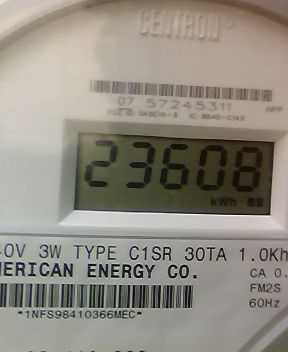 CENTRON
07 57245311
23608
kWh
40V 3W TYPE C1SR 30TA 1.0Kh
MERICAN ENERGY CO.
CA 0.
FM2S
60Hz
*1NFS98410366MEC*